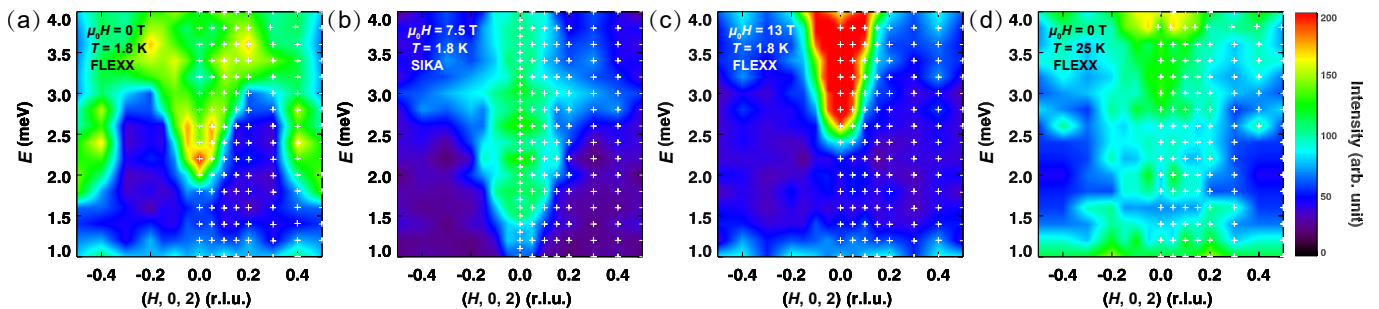 (a)
μ₀H = 0 T
T = 1.8 K
FLEXX
4.0
3.5
3.0
2.5
2.0
1.5
1.0
E (meV)
-0.4 -0.2 0.0 0.2 0.4
(H, 0, 2) (r.l.u.)
(b)
μ₀H = 7.5 T
T = 1.8 K
SIKA
4.0
3.5
3.0
2.5
2.0
1.5
1.0
E (meV)
-0.4 -0.2 0.0 0.2 0.4
(H, 0, 2) (r.l.u.)
(c)
μ₀H = 13 T
T = 1.8 K
FLEXX
4.0
3.5
3.0
2.5
2.0
1.5
1.0
E (meV)
-0.4 -0.2 0.0 0.2 0.4
(H, 0, 2) (r.l.u.)
(d)
μ₀H = 0 T
T = 25 K
FLEXX
4.0
3.5
3.0
2.5
2.0
1.5
1.0
E (meV)
-0.4 -0.2 0.0 0.2 0.4
(H, 0, 2) (r.l.u.)
200
150
100
50
0
Intensity (arb. unit)